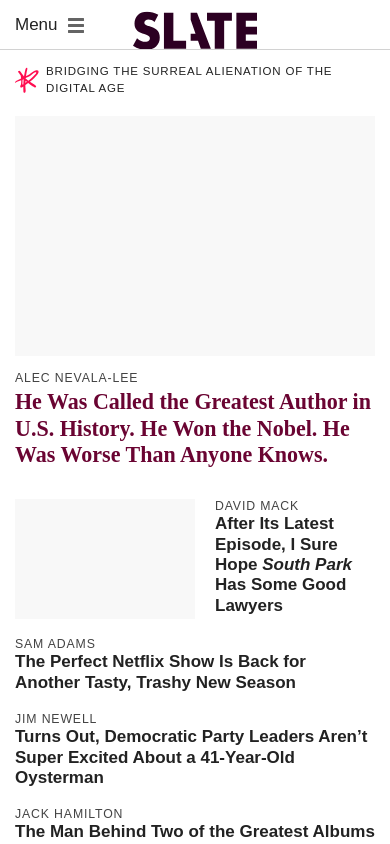 Menu
SLATE
BRIDGING THE SURREAL ALIENATION OF THE
DIGITAL AGE
ALEC NEVALA-LEE
He Was Called the Greatest Author in
U.S. History. He Won the Nobel. He
Was Worse Than Anyone Knows.
DAVID MACK
After Its Latest
Episode, I Sure
Hope South Park
Has Some Good
Lawyers
SAM ADAMS
The Perfect Netflix Show Is Back for
Another Tasty, Trashy New Season
JIM NEWELL
Turns Out, Democratic Party Leaders Aren’t
Super Excited About a 41-Year-Old
Oysterman
JACK HAMILTON
The Man Behind Two of the Greatest Albums